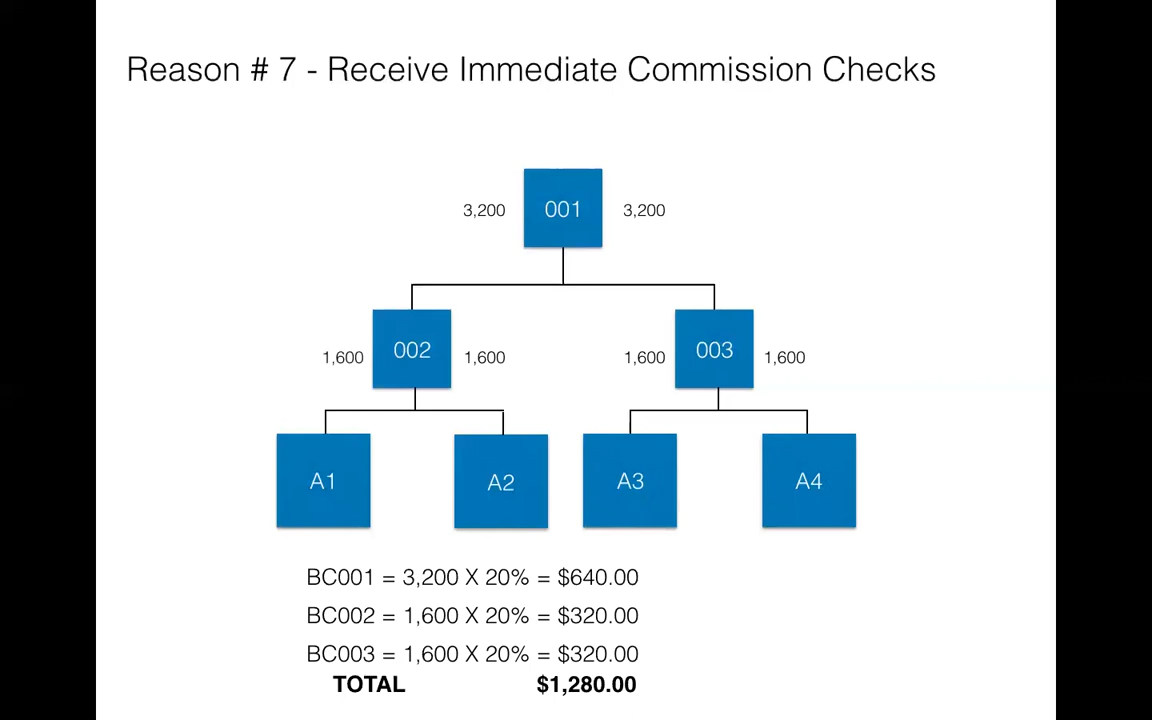 Reason # 7 - Receive Immediate Commission Checks
3,200 001 3,200
1,600 002 1,600 1,600 003 1,600
A1 A2 A3 A4
BC001 = 3,200 X 20% = $640.00
BC002 = 1,600 X 20% = $320.00
BC003 = 1,600 X 20% = $320.00
TOTAL $1,280.00